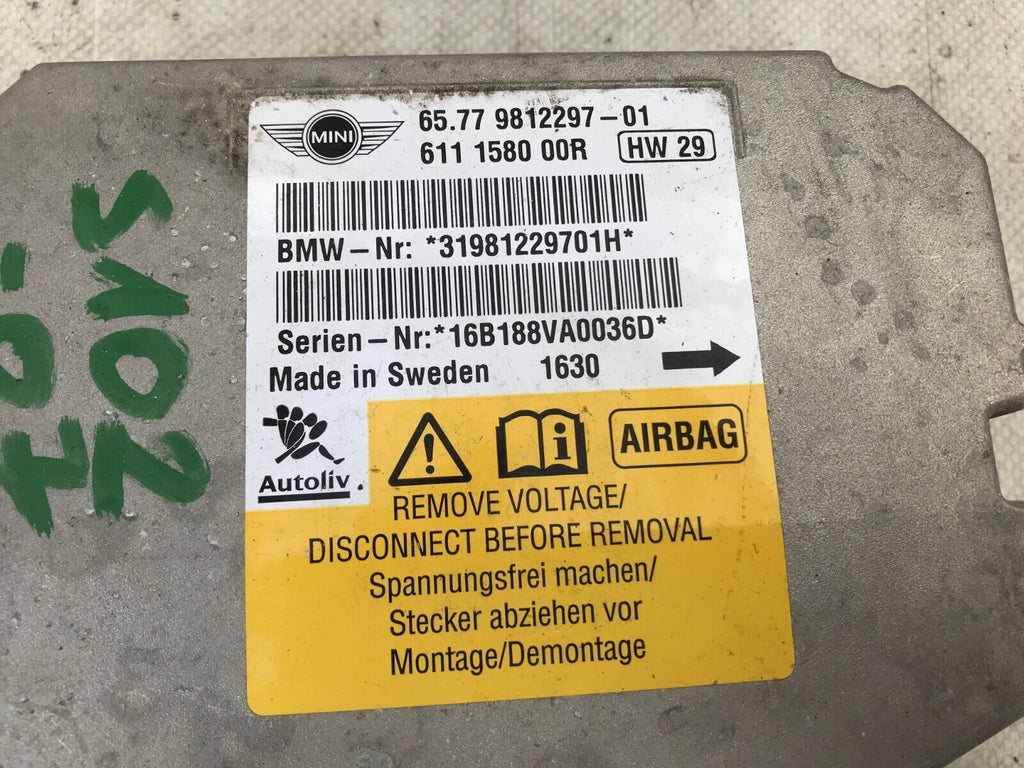 MINI
65.77 9812297-01
611 1580 00R HW 29
BMW-Nr: *31981229701H*
Serien-Nr:*16B188VA0036D*
Made in Sweden 1630
Autoliv
AIRBAG
REMOVE VOLTAGE/
DISCONNECT BEFORE REMOVAL
Spannungsfrei machen/
Stecker abziehen vor
Montage/Demontage